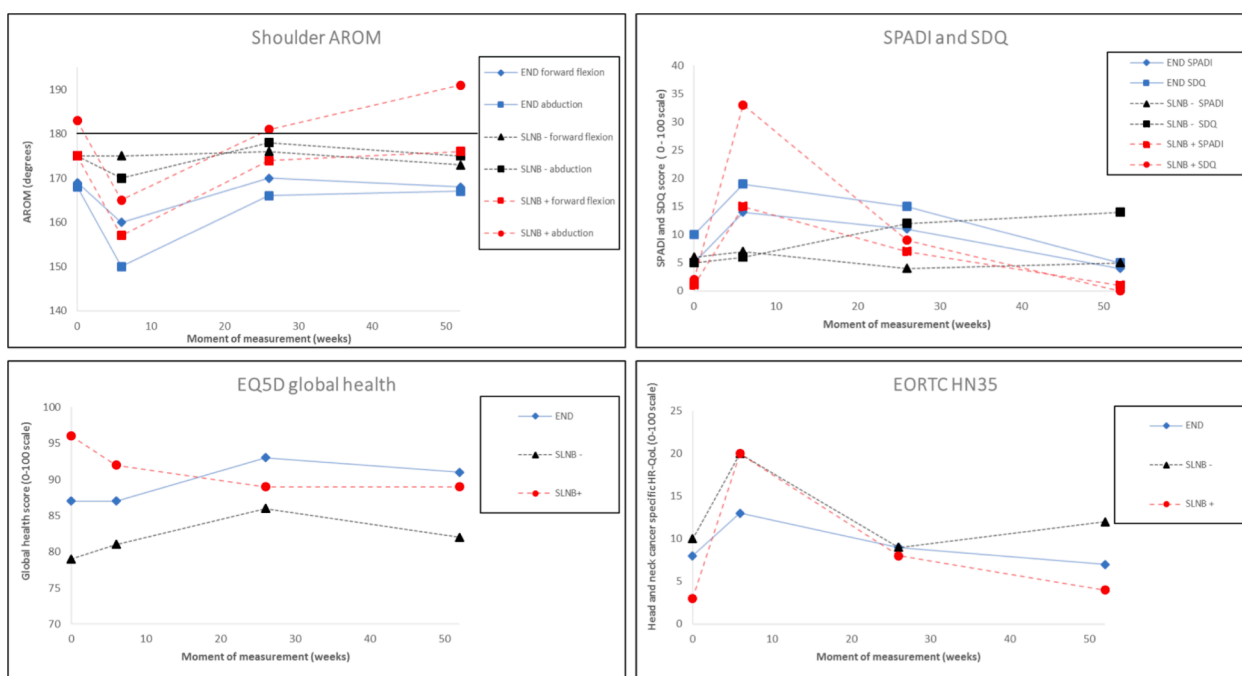 Shoulder AROM
AROM (degrees)
190
180
170
160
150
140
0 10 20 30 40 50
Moment of measurement (weeks)
END forward flexion
END abduction
SLNB - forward flexion
SLNB - abduction
SLNB + forward flexion
SLNB + abduction
SPADI and SDQ
SPADI and SDQ score ( 0 - 100 scale)
40
35
30
25
20
15
10
5
0
0 10 20 30 40 50
Moment of measurement (weeks)
END SPADI
END SDQ
SLNB - SPADI
SLNB - SDQ
SLNB + SPADI
SLNB + SDQ
EQ5D global health
Global health score (0-100 scale)
100
95
90
85
80
75
70
0 10 20 30 40 50
Moment of measurement (weeks)
END
SLNB -
SLNB+
EORTC HN35
Head and neck cancer specific HR-QoL (0-100 scale)
25
20
15
10
5
0
0 10 20 30 40 50
Moment of measurement (weeks)
END
SLNB -
SLNB +